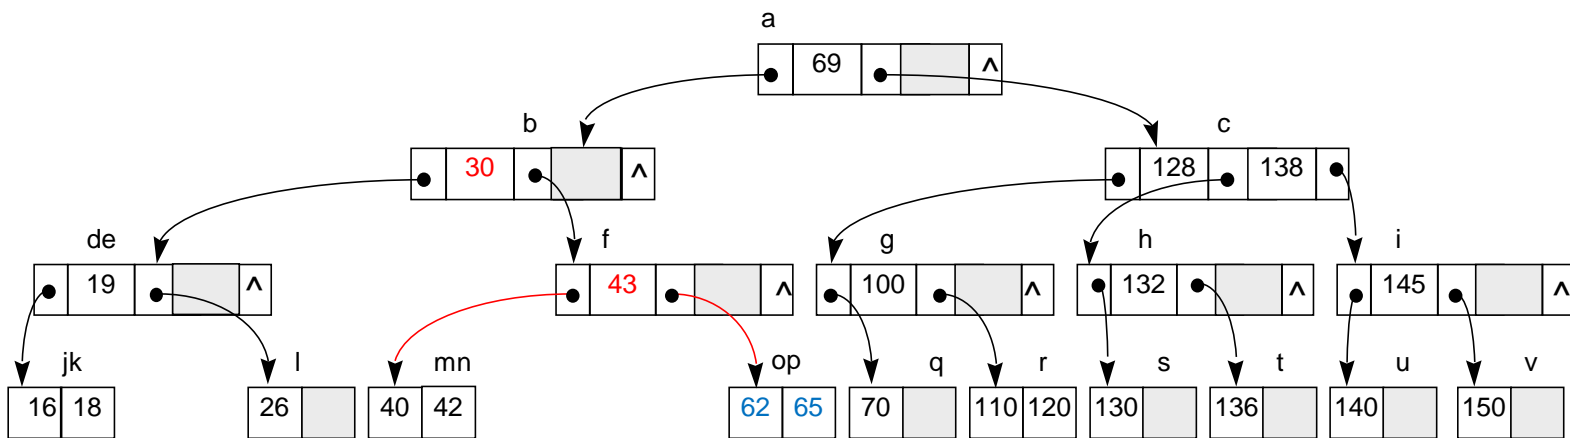 a
69 ^
b c
30 ^ 128 138
de f g h i
19 ^ 43 ^ 100 ^ 132 ^ 145 ^
jk l mn op q r s t u v
16 18 26 40 42 62 65 70 110 120 130 136 140 150